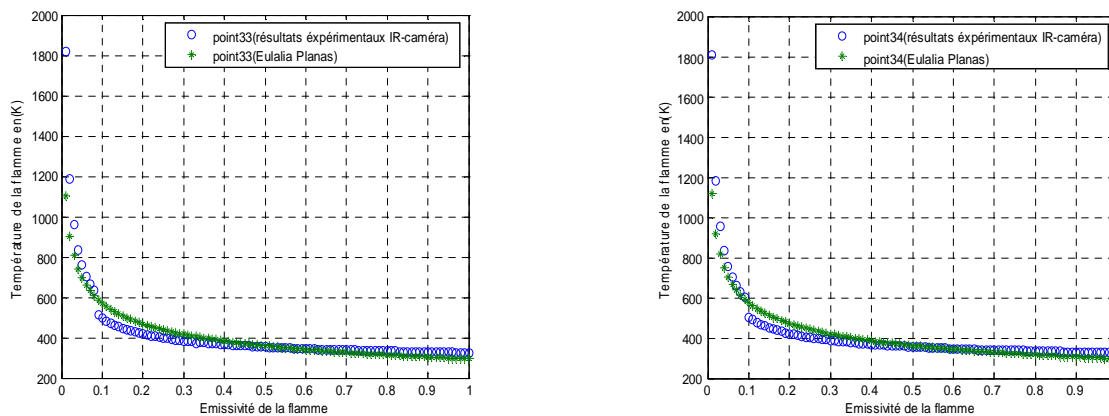 2000
1800
1600
1400
1200
1000
800
600
400
200
Température de la flamme en(K)
point33(résultats éxpérimentaux IR-caméra)
point33(Eulalia Planas)
0 0.1 0.2 0.3 0.4 0.5 0.6 0.7 0.8 0.9 1
Emissivité de la flamme
2000
1800
1600
1400
1200
1000
800
600
400
200
Température de la flamme en(K)
point34(résultats éxpérimentaux IR-caméra)
point34(Eulalia Planas)
0 0.1 0.2 0.3 0.4 0.5 0.6 0.7 0.8 0.9
Emissivité de la flamme